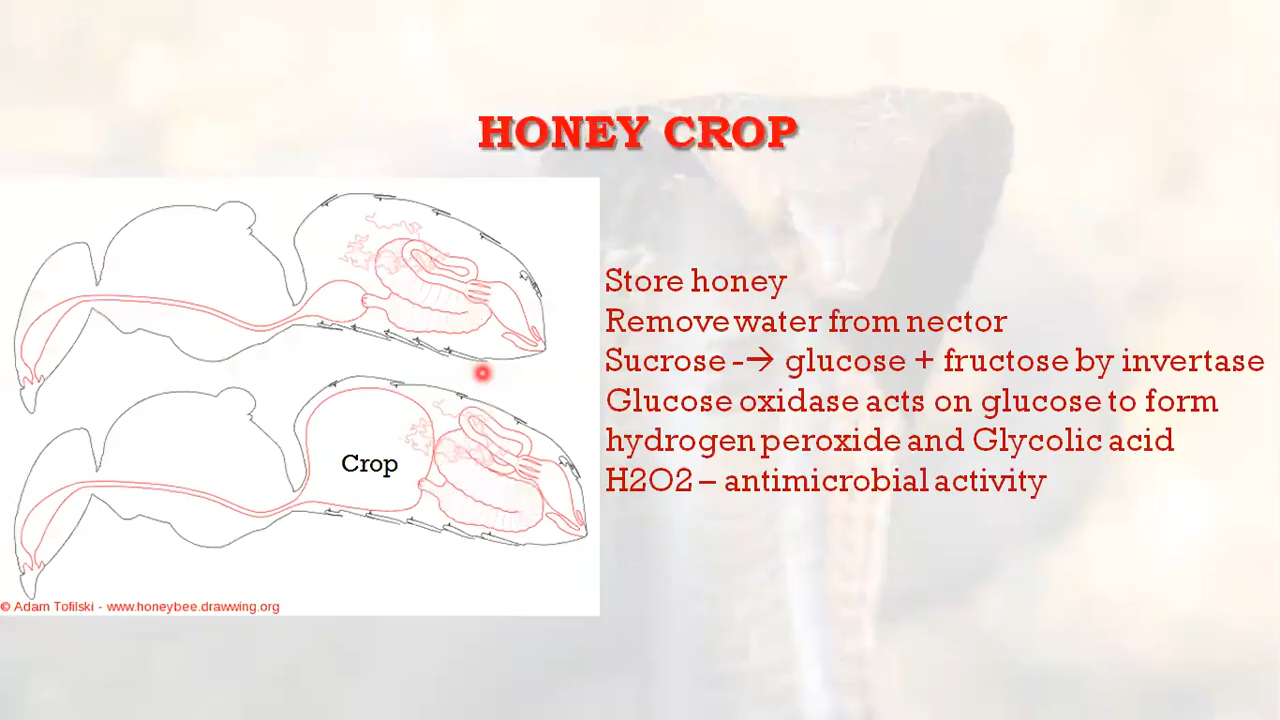 HONEY CROP
Store honey
Remove water from nector
Sucrose -→ glucose + fructose by invertase
Glucose oxidase acts on glucose to form
hydrogen peroxide and Glycolic acid
H2O2 – antimicrobial activity
Crop
© Adam Tofilski - www.honeybee.drawwing.org